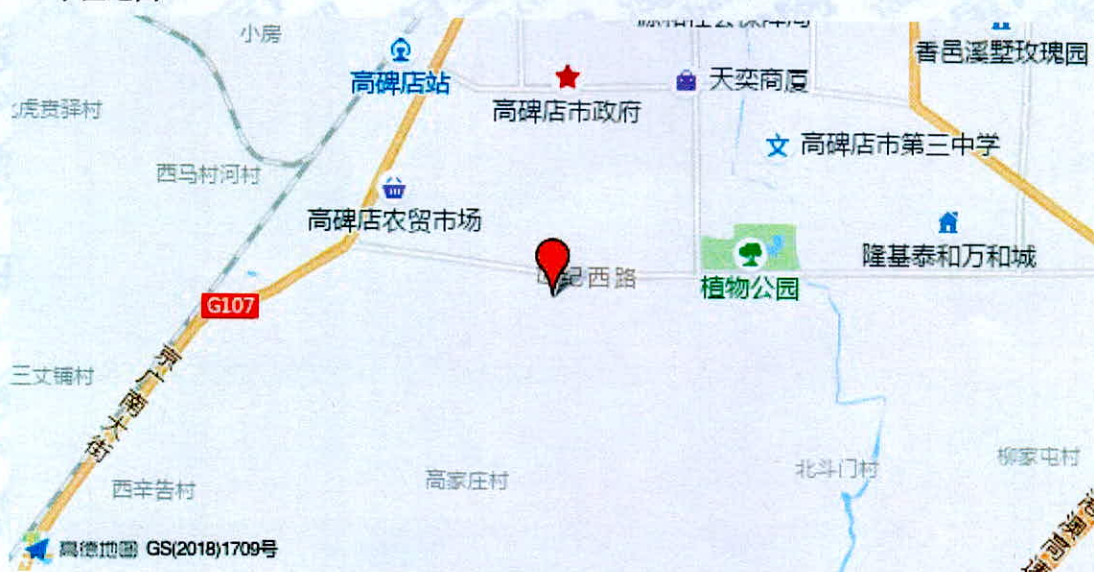 小房
高碑店站
高碑店市政府
天奕商厦
香邑溪墅玫瑰园
虎贲驿村
高碑店市第三中学
西马村河村
高碑店农贸市场
隆基泰和万和城
纪西路
植物公园
G107
三丈铺村
京广南大街
柳家屯村
北斗门村
高家庄村
西辛告村
高德地图 GS(2018)1709号